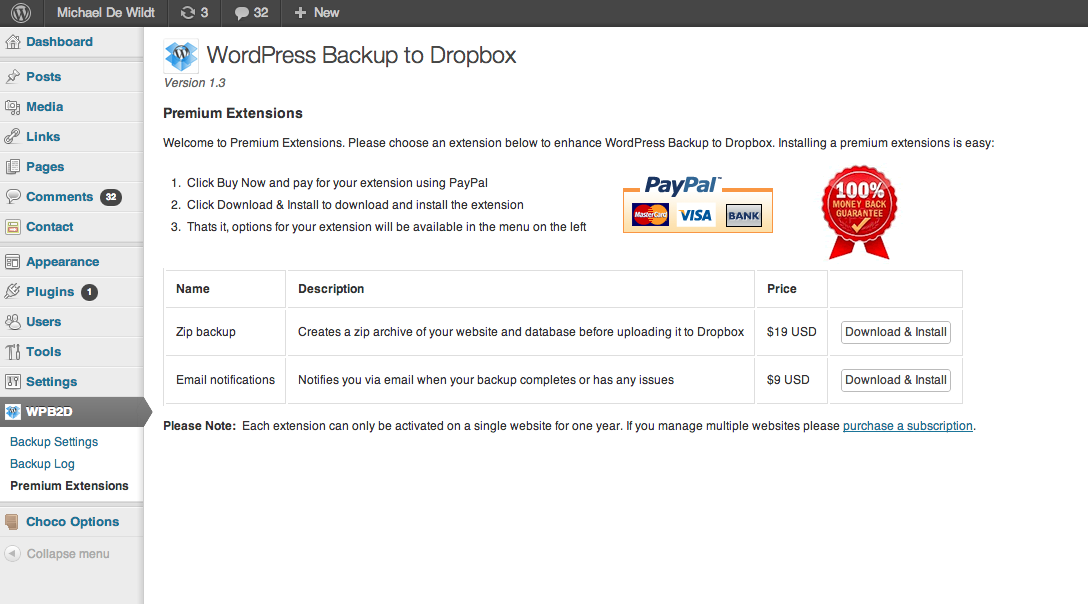 Michael De Wildt 3 32 + New
Dashboard
Posts
Media
Links
Pages
Comments 32
Contact
Appearance
Plugins 1
Users
Tools
Settings
WPB2D
Backup Settings
Backup Log
Premium Extensions
Choco Options
Collapse menu
WordPress Backup to Dropbox
Version 1.3
Premium Extensions
Welcome to Premium Extensions. Please choose an extension below to enhance WordPress Backup to Dropbox. Installing a premium extensions is easy:
1. Click Buy Now and pay for your extension using PayPal
2. Click Download & Install to download and install the extension
3. Thats it, options for your extension will be available in the menu on the left
PayPal™
MasterCard VISA BANK
100%
MONEY BACK
GUARANTEE
Name Description Price
Zip backup Creates a zip archive of your website and database before uploading it to Dropbox $19 USD Download & Install
Email notifications Notifies you via email when your backup completes or has any issues $9 USD Download & Install
Please Note: Each extension can only be activated on a single website for one year. If you manage multiple websites please purchase a subscription.